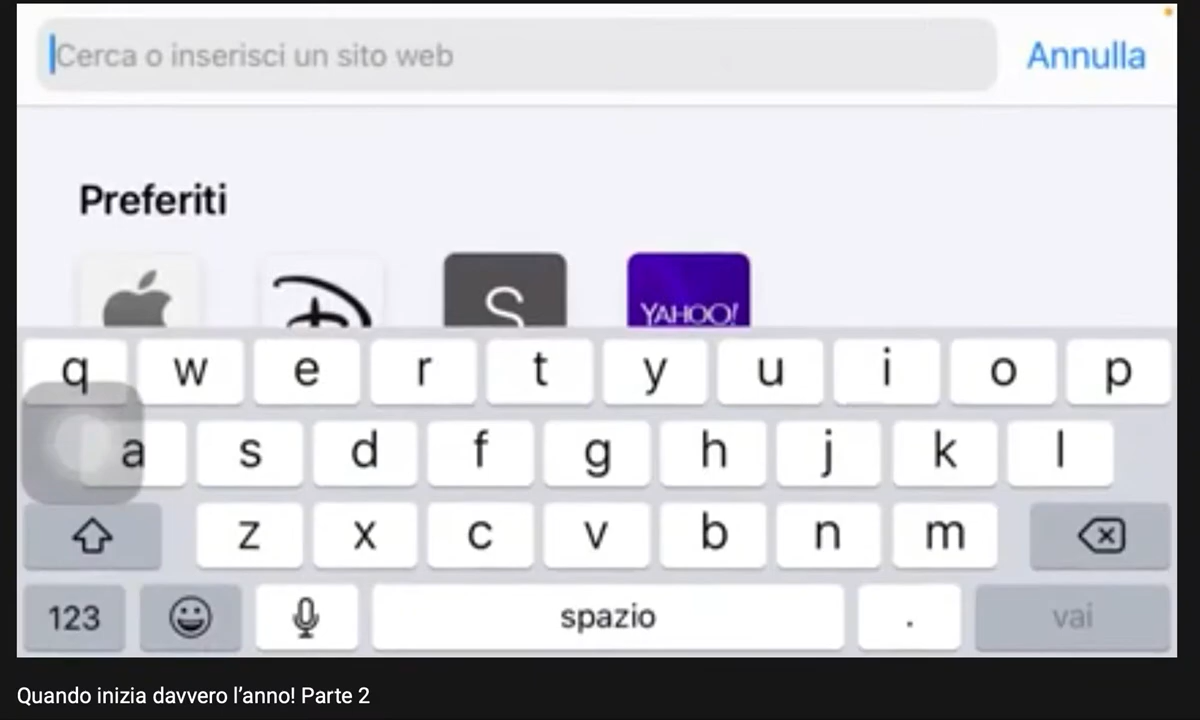 Cerca o inserisci un sito web Annulla
Preferiti
S YAHOO!
q w e r t y u i o p
a s d f g h j k l
z x c v b n m
123 spazio . vai
Quando inizia davvero l’anno! Parte 2